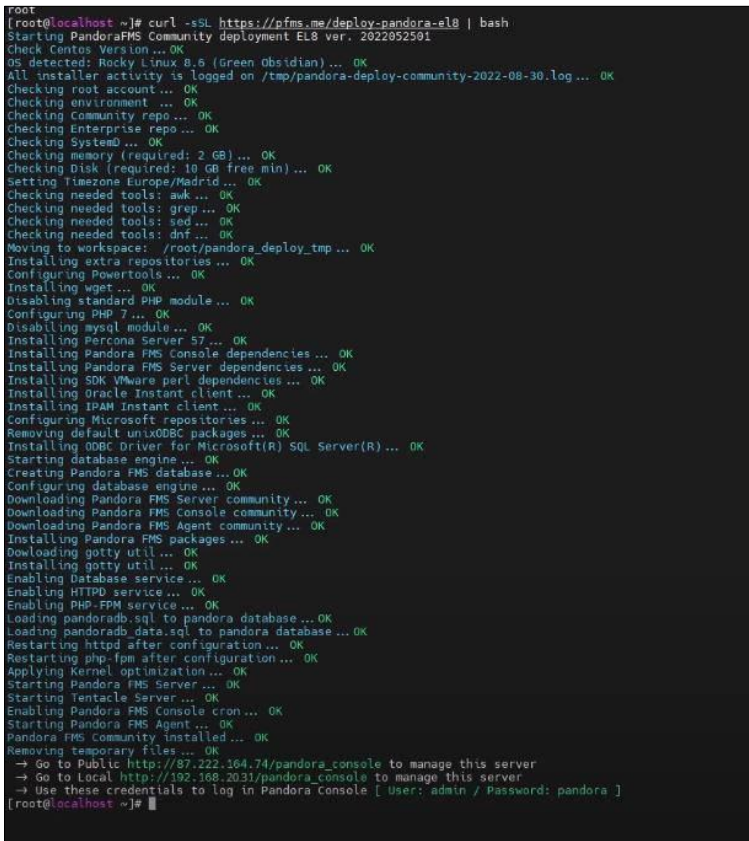 root
[root@localhost ~]# curl -sSL https://pfms.me/deploy-pandora-el8 | bash
Starting PandoraFMS Community deployment EL8 ver. 2022052501
Check Centos Version... OK
OS detected: Rocky Linux 8.6 (Green Obsidian)... OK
All installer activity is logged on /tmp/pandora-deploy-community-2022-08-30.log... OK
Checking root account... OK
Checking environment ... OK
Checking Community repo... OK
Checking Enterprise repo... OK
Checking SystemD... OK
Checking memory (required: 2 GB)... OK
Checking Disk (required: 10 GB free min)... OK
Setting Timezone Europe/Madrid... OK
Checking needed tools: awk... OK
Checking needed tools: grep... OK
Checking needed tools: sed... OK
Checking needed tools: dnf... OK
Moving to workspace:  /root/pandora_deploy_tmp... OK
Installing extra repositories... OK
Configuring Powertools... OK
Installing wget... OK
Disabling standard PHP module... OK
Configuring PHP 7... OK
Disabiling mysql module... OK
Installing Percona Server 57... OK
Installing Pandora FMS Console dependencies... OK
Installing Pandora FMS Server dependencies... OK
Installing SDK VMware perl dependencies... OK
Installing Oracle Instant client... OK
Installing IPAM Instant client... OK
Configuring Microsoft repositories... OK
Removing default unixODBC packages... OK
Installing ODBC Driver for Microsoft(R) SQL Server(R)... OK
Starting database engine... OK
Creating Pandora FMS database... OK
Configuring database engine... OK
Downloading Pandora FMS Server community... OK
Downloading Pandora FMS Console community... OK
Downloading Pandora FMS Agent community... OK
Installing Pandora FMS packages... OK
Dowloading gotty util... OK
Installing gotty util... OK
Enabling Database service... OK
Enabling HTTPD service... OK
Enabling PHP-FPM service... OK
Loading pandoradb.sql to pandora database... OK
Loading pandoradb_data.sql to pandora database... OK
Restarting httpd after configuration... OK
Restarting php-fpm after configuration... OK
Applying Kernel optimization... OK
Starting Pandora FMS Server... OK
Starting Tentacle Server... OK
Enabling Pandora FMS Console cron... OK
Starting Pandora FMS Agent... OK
Pandora FMS Community installed... OK
Removing temporary files... OK
→ Go to Public http://87.222.164.74/pandora_console to manage this server
→ Go to Local http://192.168.2031/pandora_console to manage this server
→ Use these credentials to log in Pandora Console [ User: admin / Password: pandora ]
[root@localhost ~]#